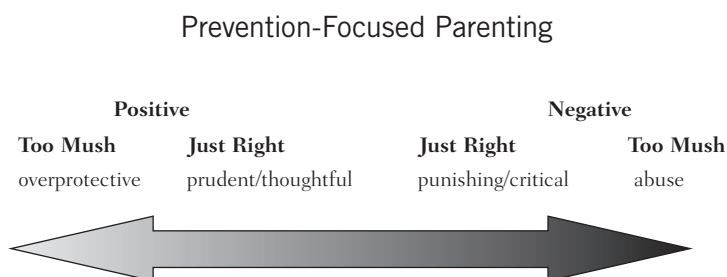 Prevention-Focused Parenting
Positive Negative
Too Mush Just Right Just Right Too Mush
overprotective prudent/thoughtful punishing/critical abuse